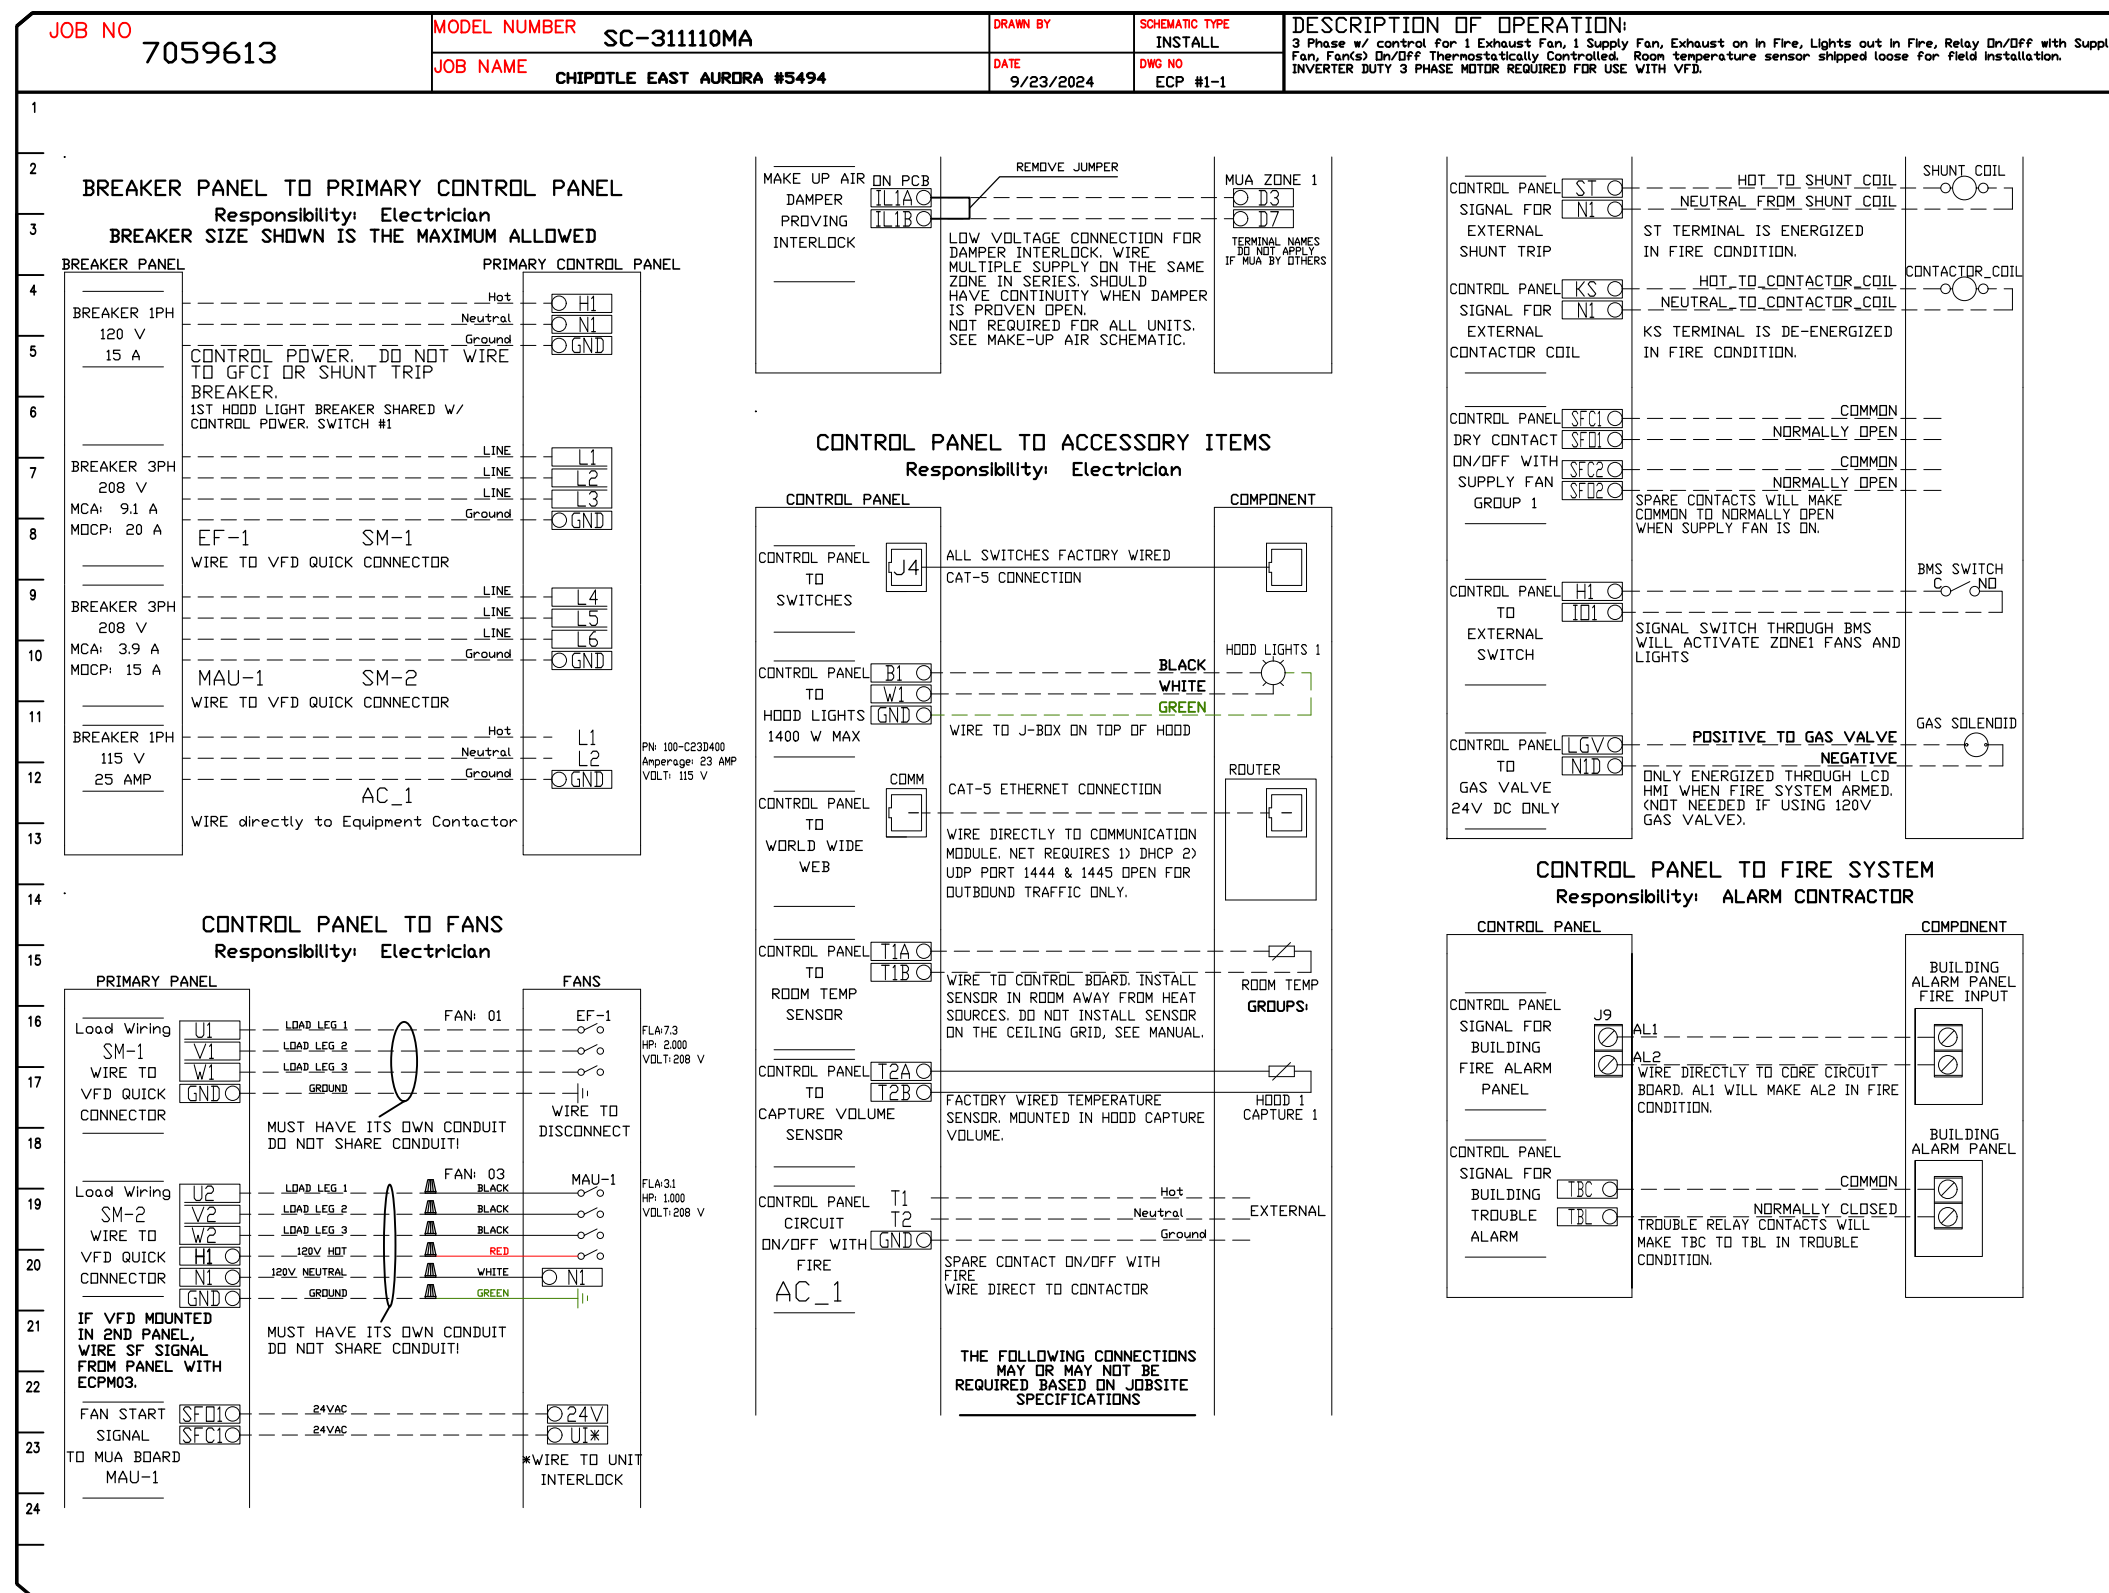 JOB NO
7059613
MODEL NUMBER
SC-311110MA
JOB NAME
CHIPOTLE EAST AURORA #5494
DRAWN BY
DATE
9/23/2024
SCHEMATIC TYPE
INSTALL
DWG NO
ECP #1-1
DESCRIPTION OF OPERATION:
3 Phase w/ control for 1 Exhaust Fan, 1 Supply Fan, Exhaust on in Fire, Lights out in Fire, Relay On/Off with Suppl
Fan, Fan(s) On/Off Thermostatically Controlled. Room temperature sensor shipped loose for field installation.
INVERTER DUTY 3 PHASE MOTOR REQUIRED FOR USE WITH VFD.
1
2
3
4
5
6
7
8
9
10
11
12
13
14
15
16
17
18
19
20
21
22
23
24
BREAKER PANEL TO PRIMARY CONTROL PANEL
Responsibility: Electrician
BREAKER SIZE SHOWN IS THE MAXIMUM ALLOWED
BREAKER PANEL
PRIMARY CONTROL PANEL
BREAKER 1PH
120 V
15 A
Hot
H1
Neutral
N1
Ground
GND
CONTROL POWER. DO NOT WIRE
TO GFCI OR SHUNT TRIP
BREAKER.
1ST HOOD LIGHT BREAKER SHARED W/
CONTROL POWER. SWITCH #1
BREAKER 3PH
208 V
MCA: 9.1 A
MOCP: 20 A
LINE
L1
LINE
L2
LINE
L3
Ground
GND
EF-1
SM-1
WIRE TO VFD QUICK CONNECTOR
BREAKER 3PH
208 V
MCA: 3.9 A
MOCP: 15 A
LINE
L4
LINE
L5
LINE
L6
Ground
GND
MAU-1
SM-2
WIRE TO VFD QUICK CONNECTOR
BREAKER 1PH
115 V
25 AMP
Hot
L1
Neutral
L2
Ground
GND
PN: 100-C23D400
Amperage: 23 AMP
VOLT: 115 V
AC_1
WIRE directly to Equipment Contactor
CONTROL PANEL TO FANS
Responsibility: Electrician
PRIMARY PANEL
FANS
Load Wiring
SM-1
WIRE TO
VFD QUICK
CONNECTOR
U1
V1
W1
GND
LOAD LEG 1
LOAD LEG 2
LOAD LEG 3
GROUND
FAN: 01
EF-1
FLA:7.3
HP: 2.000
VOLT: 208 V
WIRE TO
DISCONNECT
MUST HAVE ITS OWN CONDUIT
DO NOT SHARE CONDUIT!
Load Wiring
SM-2
WIRE TO
VFD QUICK
CONNECTOR
U2
V2
W2
H1
N1
GND
LOAD LEG 1
LOAD LEG 2
LOAD LEG 3
120V HOT
120V NEUTRAL
GROUND
FAN: 03
BLACK
BLACK
BLACK
RED
WHITE
GREEN
MAU-1
N1
FLA:3.1
HP: 1.000
VOLT: 208 V
MUST HAVE ITS OWN CONDUIT
DO NOT SHARE CONDUIT!
IF VFD MOUNTED
IN 2ND PANEL,
WIRE SF SIGNAL
FROM PANEL WITH
ECPM03.
FAN START
SIGNAL
TO MUA BOARD
MAU-1
SFO1
SFC1
24VAC
24VAC
24V
UI*
*WIRE TO UNIT
INTERLOCK
MAKE UP AIR
DAMPER
PROVING
INTERLOCK
ON PCB
IL1A
IL1B
REMOVE JUMPER
MUA ZONE 1
D3
D7
TERMINAL NAMES
DO NOT APPLY
IF MUA BY OTHERS
LOW VOLTAGE CONNECTION FOR
DAMPER INTERLOCK. WIRE
MULTIPLE SUPPLY ON THE SAME
ZONE IN SERIES. SHOULD
HAVE CONTINUITY WHEN DAMPER
IS PROVEN OPEN.
NOT REQUIRED FOR ALL UNITS.
SEE MAKE-UP AIR SCHEMATIC.
CONTROL PANEL TO ACCESSORY ITEMS
Responsibility: Electrician
CONTROL PANEL
COMPONENT
CONTROL PANEL
TO
SWITCHES
J4
ALL SWITCHES FACTORY WIRED
CAT-5 CONNECTION
CONTROL PANEL
TO
HOOD LIGHTS
1400 W MAX
B1
W1
GND
BLACK
WHITE
GREEN
HOOD LIGHTS 1
WIRE TO J-BOX ON TOP OF HOOD
CONTROL PANEL
TO
WORLD WIDE
WEB
COMM
CAT-5 ETHERNET CONNECTION
ROUTER
WIRE DIRECTLY TO COMMUNICATION
MODULE. NET REQUIRES 1) DHCP 2)
UDP PORT 1444 & 1445 OPEN FOR
OUTBOUND TRAFFIC ONLY.
CONTROL PANEL
TO
ROOM TEMP
SENSOR
T1A
T1B
WIRE TO CONTROL BOARD. INSTALL
SENSOR IN ROOM AWAY FROM HEAT
SOURCES. DO NOT INSTALL SENSOR
ON THE CEILING GRID, SEE MANUAL.
ROOM TEMP
GROUPS:
CONTROL PANEL
TO
CAPTURE VOLUME
SENSOR
T2A
T2B
FACTORY WIRED TEMPERATURE
SENSOR. MOUNTED IN HOOD CAPTURE
VOLUME.
HOOD 1
CAPTURE 1
CONTROL PANEL
CIRCUIT
ON/OFF WITH
FIRE
AC_1
T1
T2
GND
Hot
Neutral
Ground
EXTERNAL
SPARE CONTACT ON/OFF WITH
FIRE
WIRE DIRECT TO CONTACTOR
THE FOLLOWING CONNECTIONS
MAY OR MAY NOT BE
REQUIRED BASED ON JOBSITE
SPECIFICATIONS
CONTROL PANEL
SIGNAL FOR
EXTERNAL
SHUNT TRIP
ST
N1
HOT TO SHUNT COIL
NEUTRAL FROM SHUNT COIL
SHUNT COIL
ST TERMINAL IS ENERGIZED
IN FIRE CONDITION.
CONTROL PANEL
SIGNAL FOR
EXTERNAL
CONTACTOR COIL
KS
N1
HOT TO CONTACTOR COIL
NEUTRAL TO CONTACTOR COIL
CONTACTOR COIL
KS TERMINAL IS DE-ENERGIZED
IN FIRE CONDITION.
CONTROL PANEL
DRY CONTACT
ON/OFF WITH
SUPPLY FAN
GROUP 1
SFC1
SFO1
SFC2
SFO2
COMMON
NORMALLY OPEN
COMMON
NORMALLY OPEN
SPARE CONTACTS WILL MAKE
COMMON TO NORMALLY OPEN
WHEN SUPPLY FAN IS ON.
CONTROL PANEL
TO
EXTERNAL
SWITCH
H1
IO1
BMS SWITCH
C
NO
SIGNAL SWITCH THROUGH BMS
WILL ACTIVATE ZONE1 FANS AND
LIGHTS
CONTROL PANEL
TO
GAS VALVE
24V DC ONLY
LGV
N1D
POSITIVE TO GAS VALVE
NEGATIVE
GAS SOLENOID
ONLY ENERGIZED THROUGH LCD
HMI WHEN FIRE SYSTEM ARMED.
(NOT NEEDED IF USING 120V
GAS VALVE).
CONTROL PANEL TO FIRE SYSTEM
Responsibility: ALARM CONTRACTOR
CONTROL PANEL
COMPONENT
CONTROL PANEL
SIGNAL FOR
BUILDING
FIRE ALARM
PANEL
J9
AL1
AL2
BUILDING
ALARM PANEL
FIRE INPUT
WIRE DIRECTLY TO CORE CIRCUIT
BOARD. AL1 WILL MAKE AL2 IN FIRE
CONDITION.
CONTROL PANEL
SIGNAL FOR
BUILDING
TROUBLE
ALARM
TBC
TBL
COMMON
NORMALLY CLOSED
BUILDING
ALARM PANEL
TROUBLE RELAY CONTACTS WILL
MAKE TBC TO TBL IN TROUBLE
CONDITION.